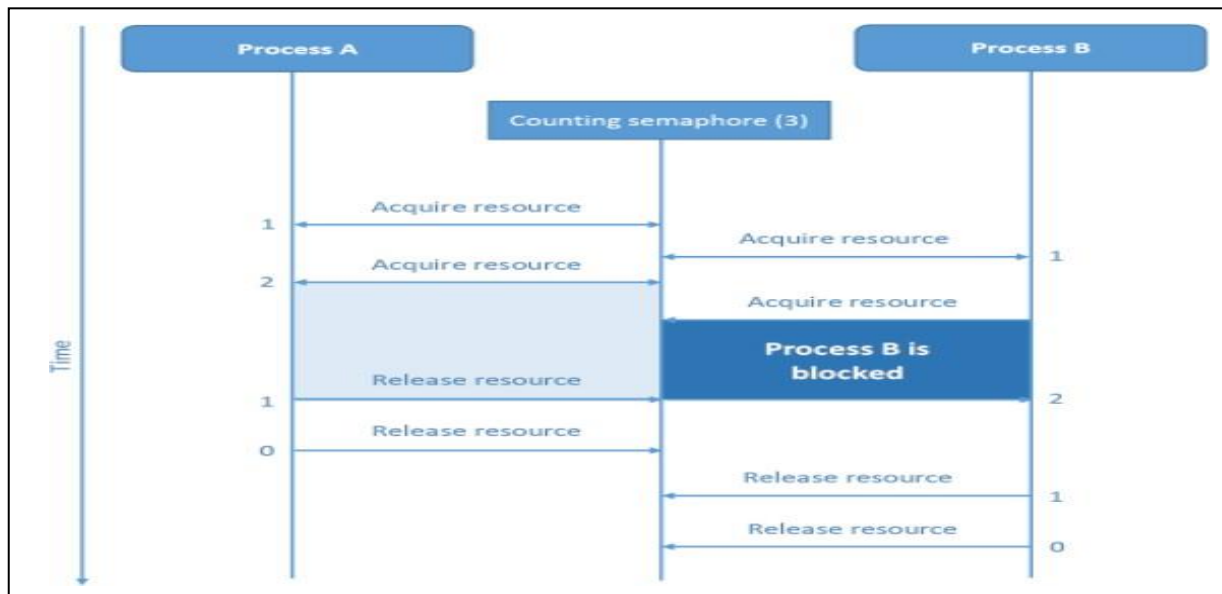 Process A
Process B
Counting semaphore (3)
Acquire resource
1
Acquire resource
1
Acquire resource
2
Acquire resource
Process B is
blocked
Time
Release resource
1
2
Release resource
0
Release resource
1
Release resource
0